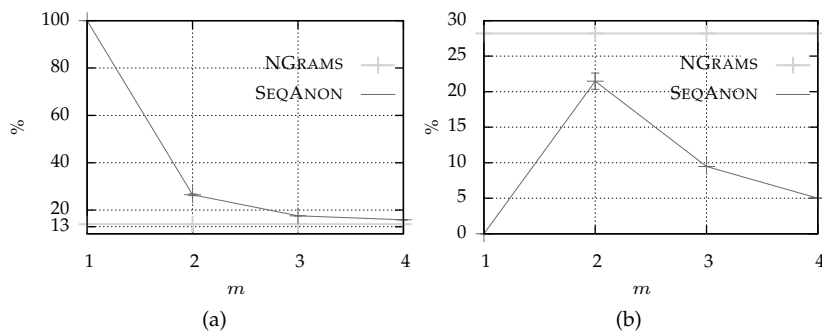 100
80
60
40
20
13
%
NGRAMS
SEQANON
1 2 3 4
m
(a)
30
25
20
15
10
5
0
%
NGRAMS
SEQANON
1 2 3 4
m
(b)